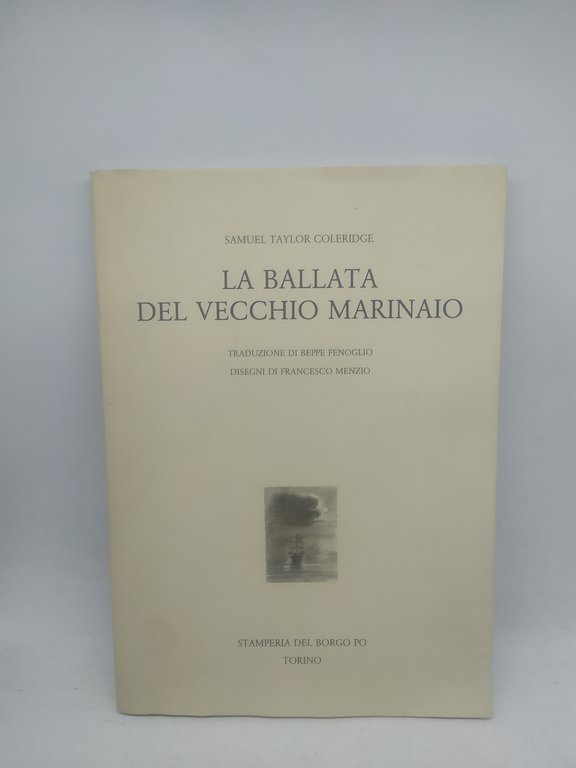 SAMUEL TAYLOR COLERIDGE
LA BALLATA
DEL VECCHIO MARINAIO
TRADUZIONE DI BEPPE FENOGLIO
DISEGNI DI FRANCESCO MENZIO
STAMPERIA DEL BORGO PO
TORINO